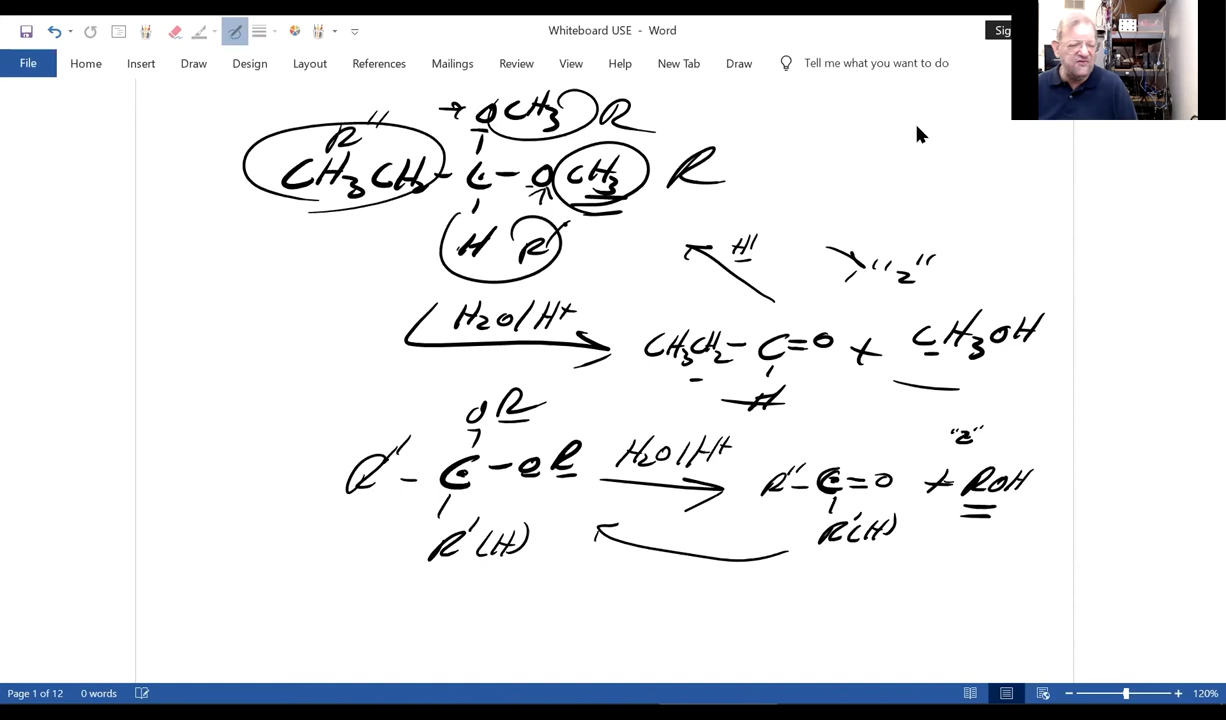 Whiteboard USE - Word
Sig
File Home Insert Draw Design Layout References Mailings Review View Help New Tab Draw Tell me what you want to do
OCH3 R
R''
CH3CH2 - C - OCH3 R
H R'
H'
"2"
H2O/H+
CH3CH2 - C = O + CH3OH
H
OR
"2"
R'' - C - OR H2O/H+ R'' - C = O + ROH
R'(H) R'(H)
Page 1 of 12 0 words 120%